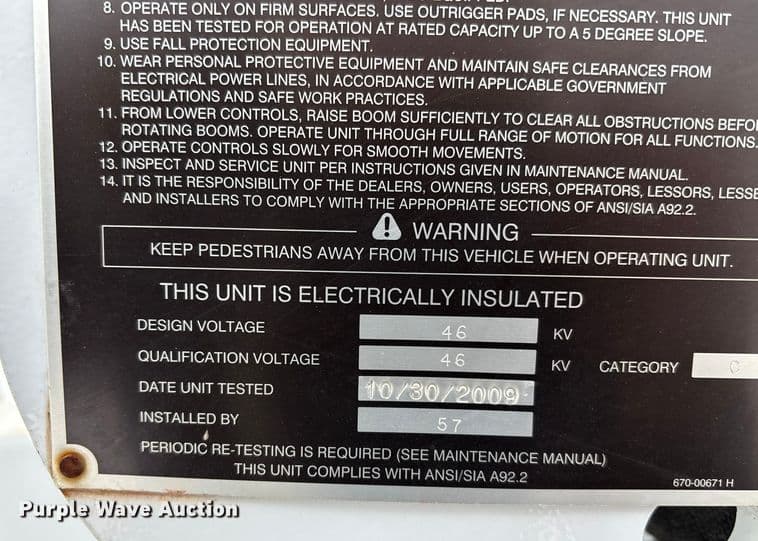 8. OPERATE ONLY ON FIRM SURFACES. USE OUTRIGGER PADS, IF NECESSARY. THIS UNIT
HAS BEEN TESTED FOR OPERATION AT RATED CAPACITY UP TO A 5 DEGREE SLOPE.
9. USE FALL PROTECTION EQUIPMENT.
10. WEAR PERSONAL PROTECTIVE EQUIPMENT AND MAINTAIN SAFE CLEARANCES FROM
ELECTRICAL POWER LINES, IN ACCORDANCE WITH APPLICABLE GOVERNMENT
REGULATIONS AND SAFE WORK PRACTICES.
11. FROM LOWER CONTROLS, RAISE BOOM SUFFICIENTLY TO CLEAR ALL OBSTRUCTIONS BEFO
ROTATING BOOMS. OPERATE UNIT THROUGH FULL RANGE OF MOTION FOR ALL FUNCTIONS.
12. OPERATE CONTROLS SLOWLY FOR SMOOTH MOVEMENTS.
13. INSPECT AND SERVICE UNIT PER INSTRUCTIONS GIVEN IN MAINTENANCE MANUAL.
14. IT IS THE RESPONSIBILITY OF THE DEALERS, OWNERS, USERS, OPERATORS, LESSORS, LESSE
AND INSTALLERS TO COMPLY WITH THE APPROPRIATE SECTIONS OF ANSI/SIA A92.2.
WARNING
KEEP PEDESTRIANS AWAY FROM THIS VEHICLE WHEN OPERATING UNIT.
THIS UNIT IS ELECTRICALLY INSULATED
DESIGN VOLTAGE 46 KV
QUALIFICATION VOLTAGE 46 KV CATEGORY C
DATE UNIT TESTED 10/30/2009
INSTALLED BY 57
PERIODIC RE-TESTING IS REQUIRED (SEE MAINTENANCE MANUAL)
THIS UNIT COMPLIES WITH ANSI/SIA A92.2
670-00671 H
Purple Wave Auction